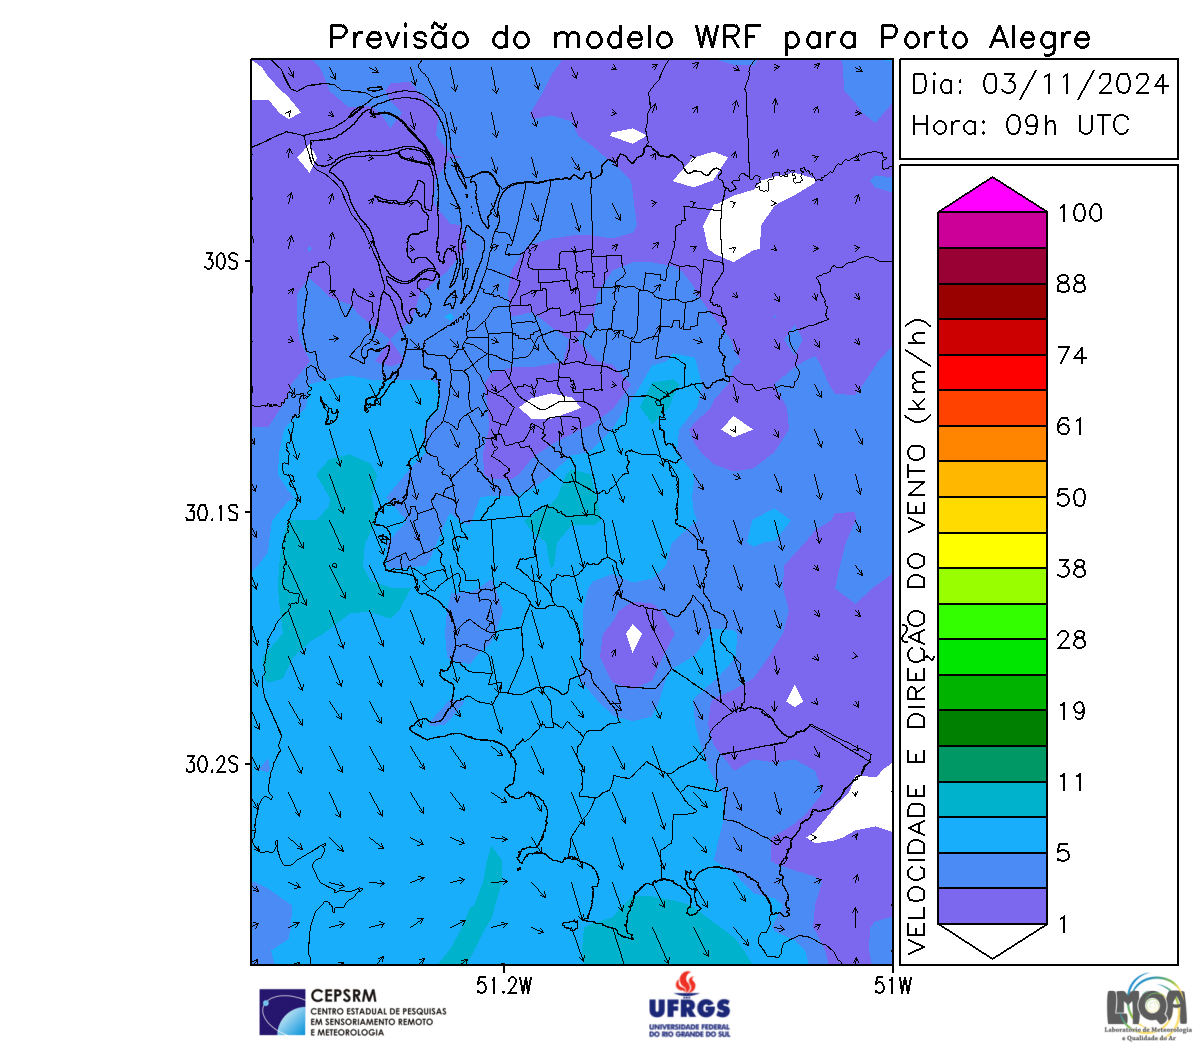 Previsão do modelo WRF para Porto Alegre
Dia: 03/11/2024
Hora: 09h UTC
30S
30.1S
30.2S
51.2W
51W
VELOCIDADE E DIREÇÃO DO VENTO (km/h)
100
88
74
61
50
38
28
19
11
5
1
CEPSRM
CENTRO ESTADUAL DE PESQUISAS
EM SENSORIAMENTO REMOTO
E METEOROLOGIA
UFRGS
UNIVERSIDADE FEDERAL
DO RIO GRANDE DO SUL
LMQA
Laboratório de Meteorologia
e Qualidade do Ar